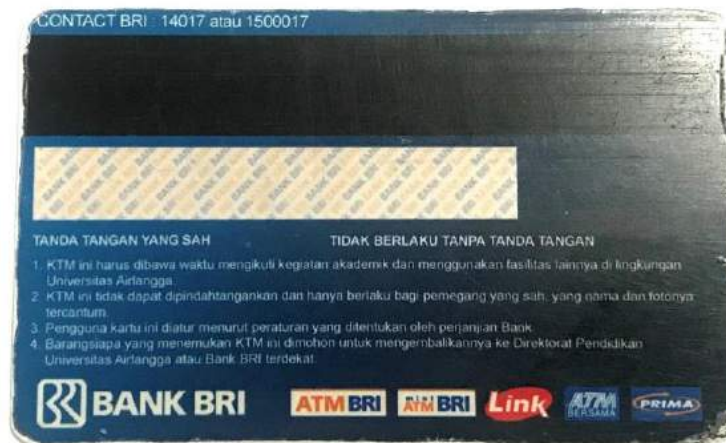 CONTACT BRI : 14017 atau 1500017
TANDA TANGAN YANG SAH TIDAK BERLAKU TANPA TANDA TANGAN
1. KTM ini harus dibawa waktu mengikuti kegiatan akademik dan menggunakan fasilitas lainnya di lingkungan
Universitas Airlangga.
2. KTM ini tidak dapat dipindahtangankan dan hanya berlaku bagi pemegang yang sah, yang nama dan fotonya
tercantum.
3. Pengguna kartu ini diatur menurut peraturan yang ditentukan oleh perjanjian Bank.
4. Barangsiapa yang menemukan KTM ini dimohon untuk mengembalikannya ke Direktorat Pendidikan
Universitas Airlangga atau Bank BRI terdekat.
BANK BRI ATM BRI mini ATM BRI Link ATM BERSAMA PRIMA